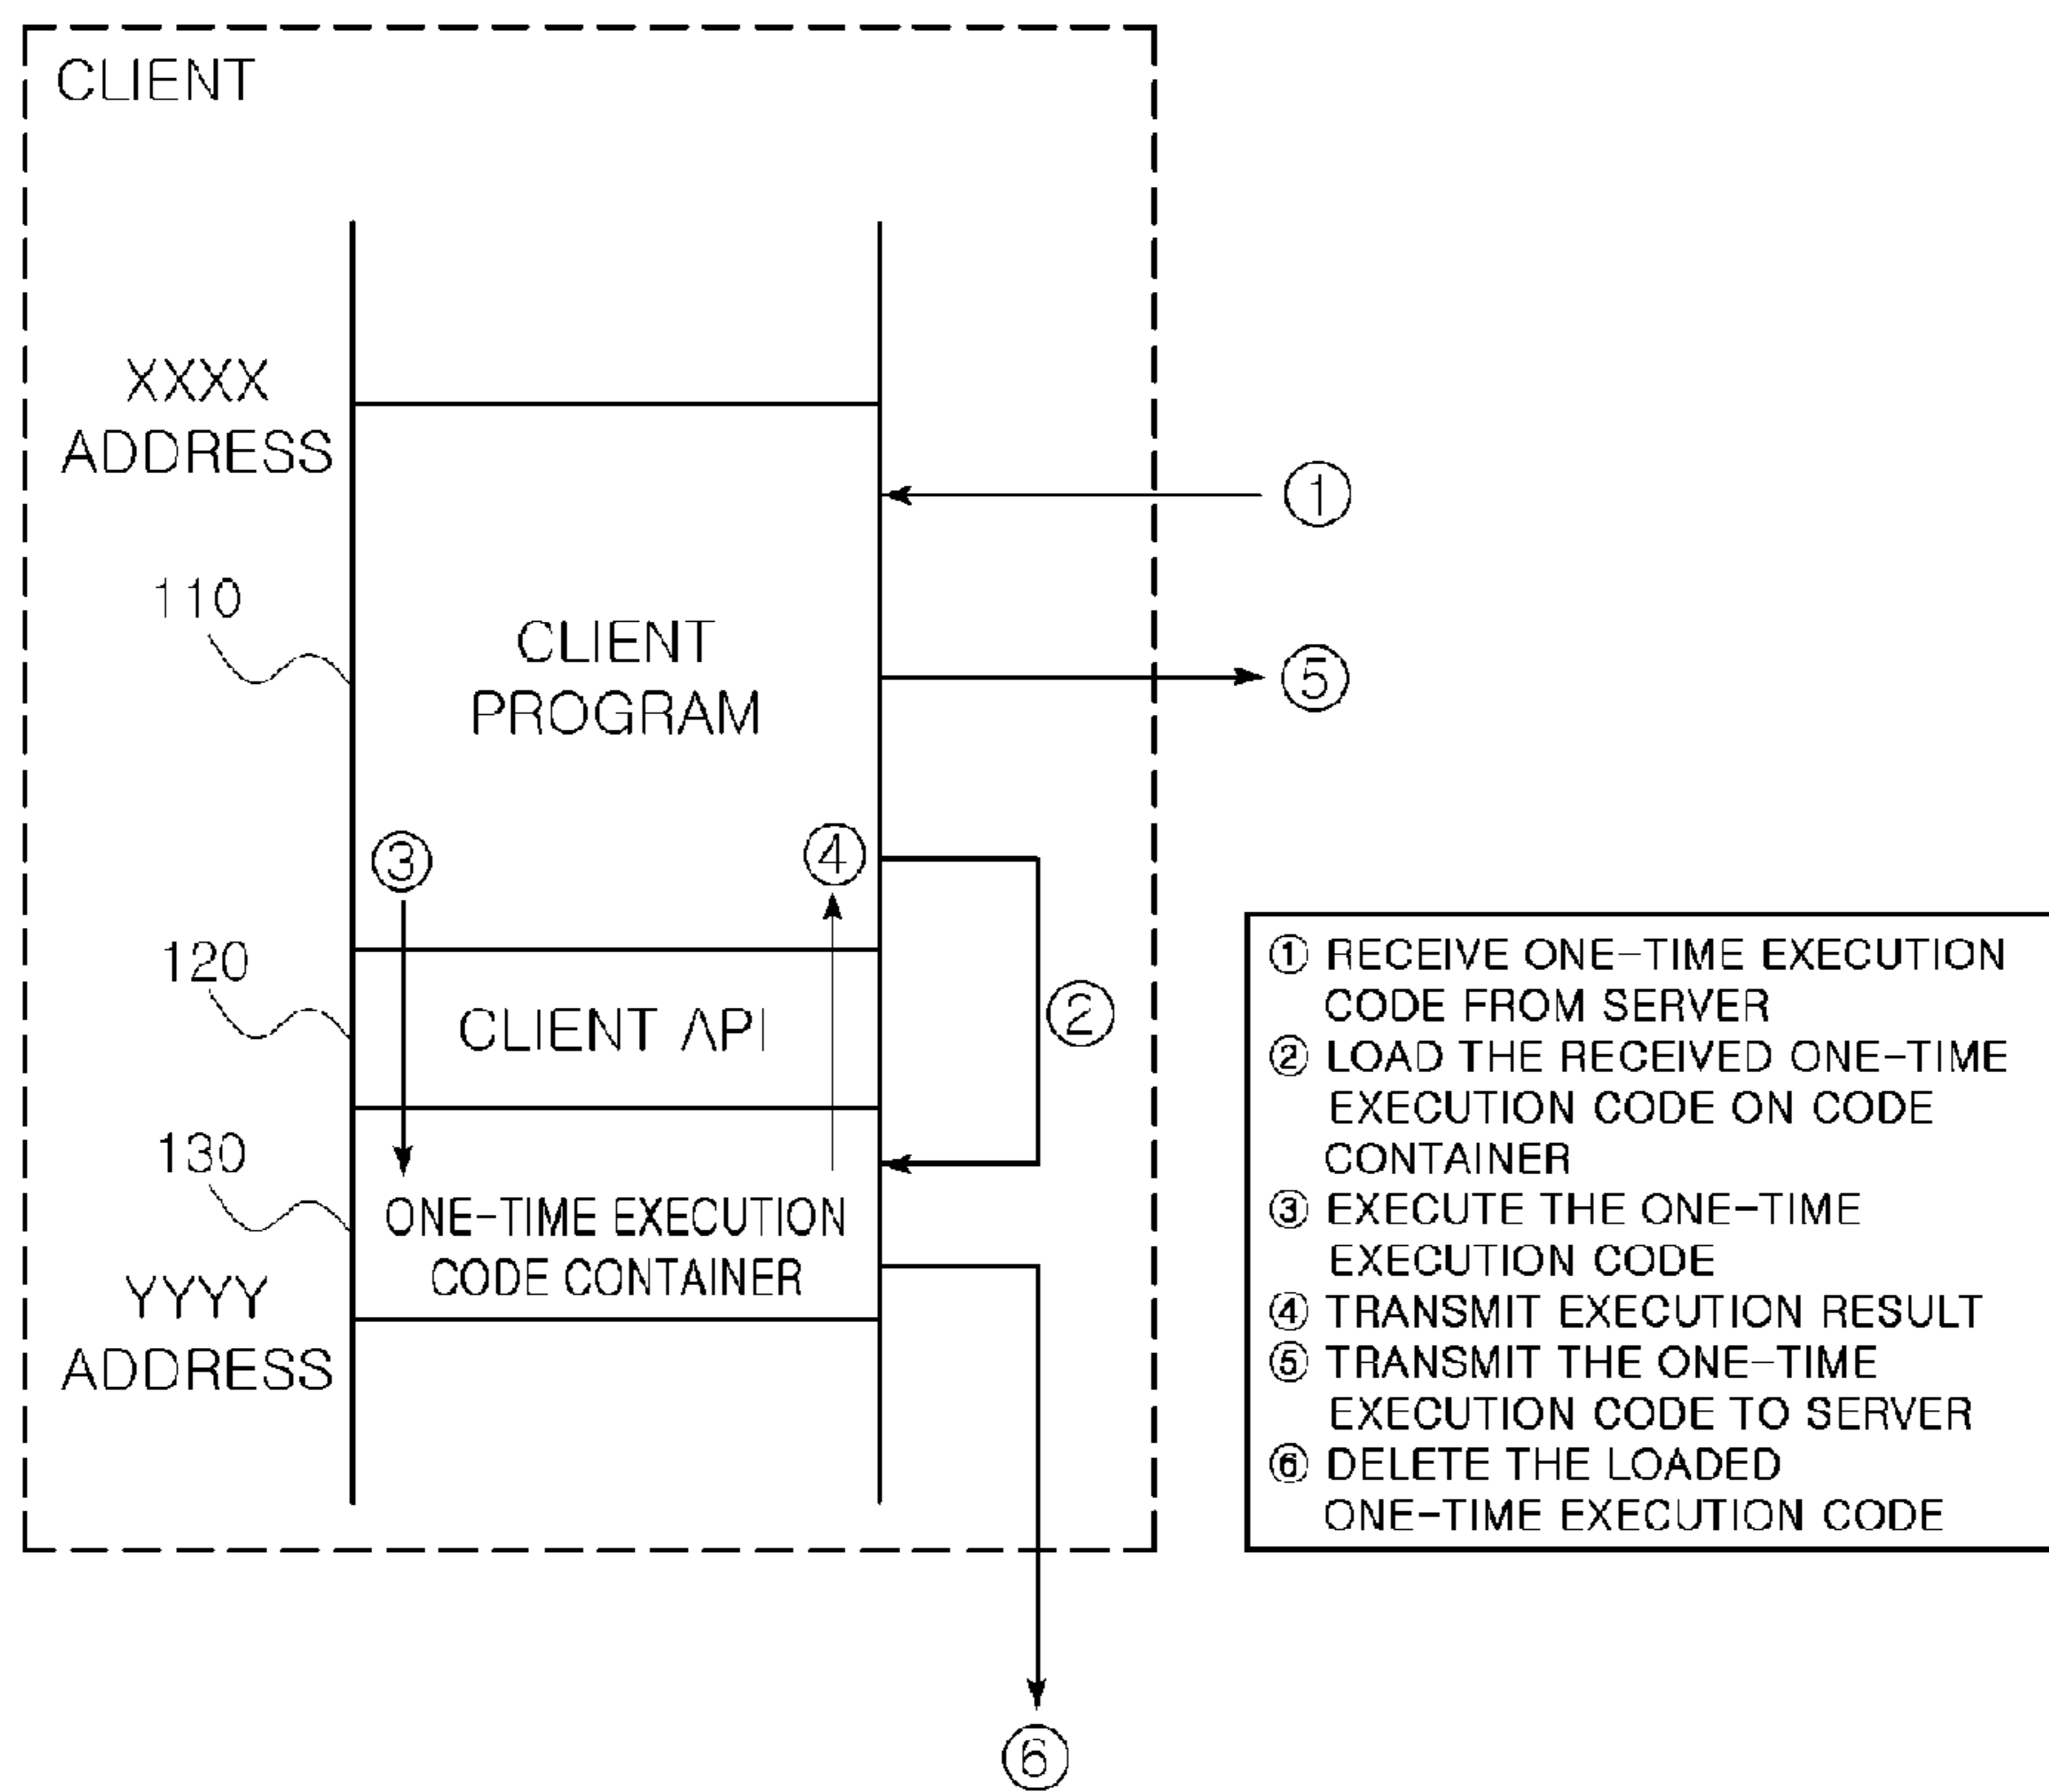 CLIENT
XXXX
ADDRESS
①
110
CLIENT
PROGRAM
⑤
③
④
120
CLIENT API
②
130
ONE-TIME EXECUTION
CODE CONTAINER
YYYY
ADDRESS
⑥
① RECEIVE ONE-TIME EXECUTION
CODE FROM SERVER
② LOAD THE RECEIVED ONE-TIME
EXECUTION CODE ON CODE
CONTAINER
③ EXECUTE THE ONE-TIME
EXECUTION CODE
④ TRANSMIT EXECUTION RESULT
⑤ TRANSMIT THE ONE-TIME
EXECUTION CODE TO SERVER
⑥ DELETE THE LOADED
ONE-TIME EXECUTION CODE